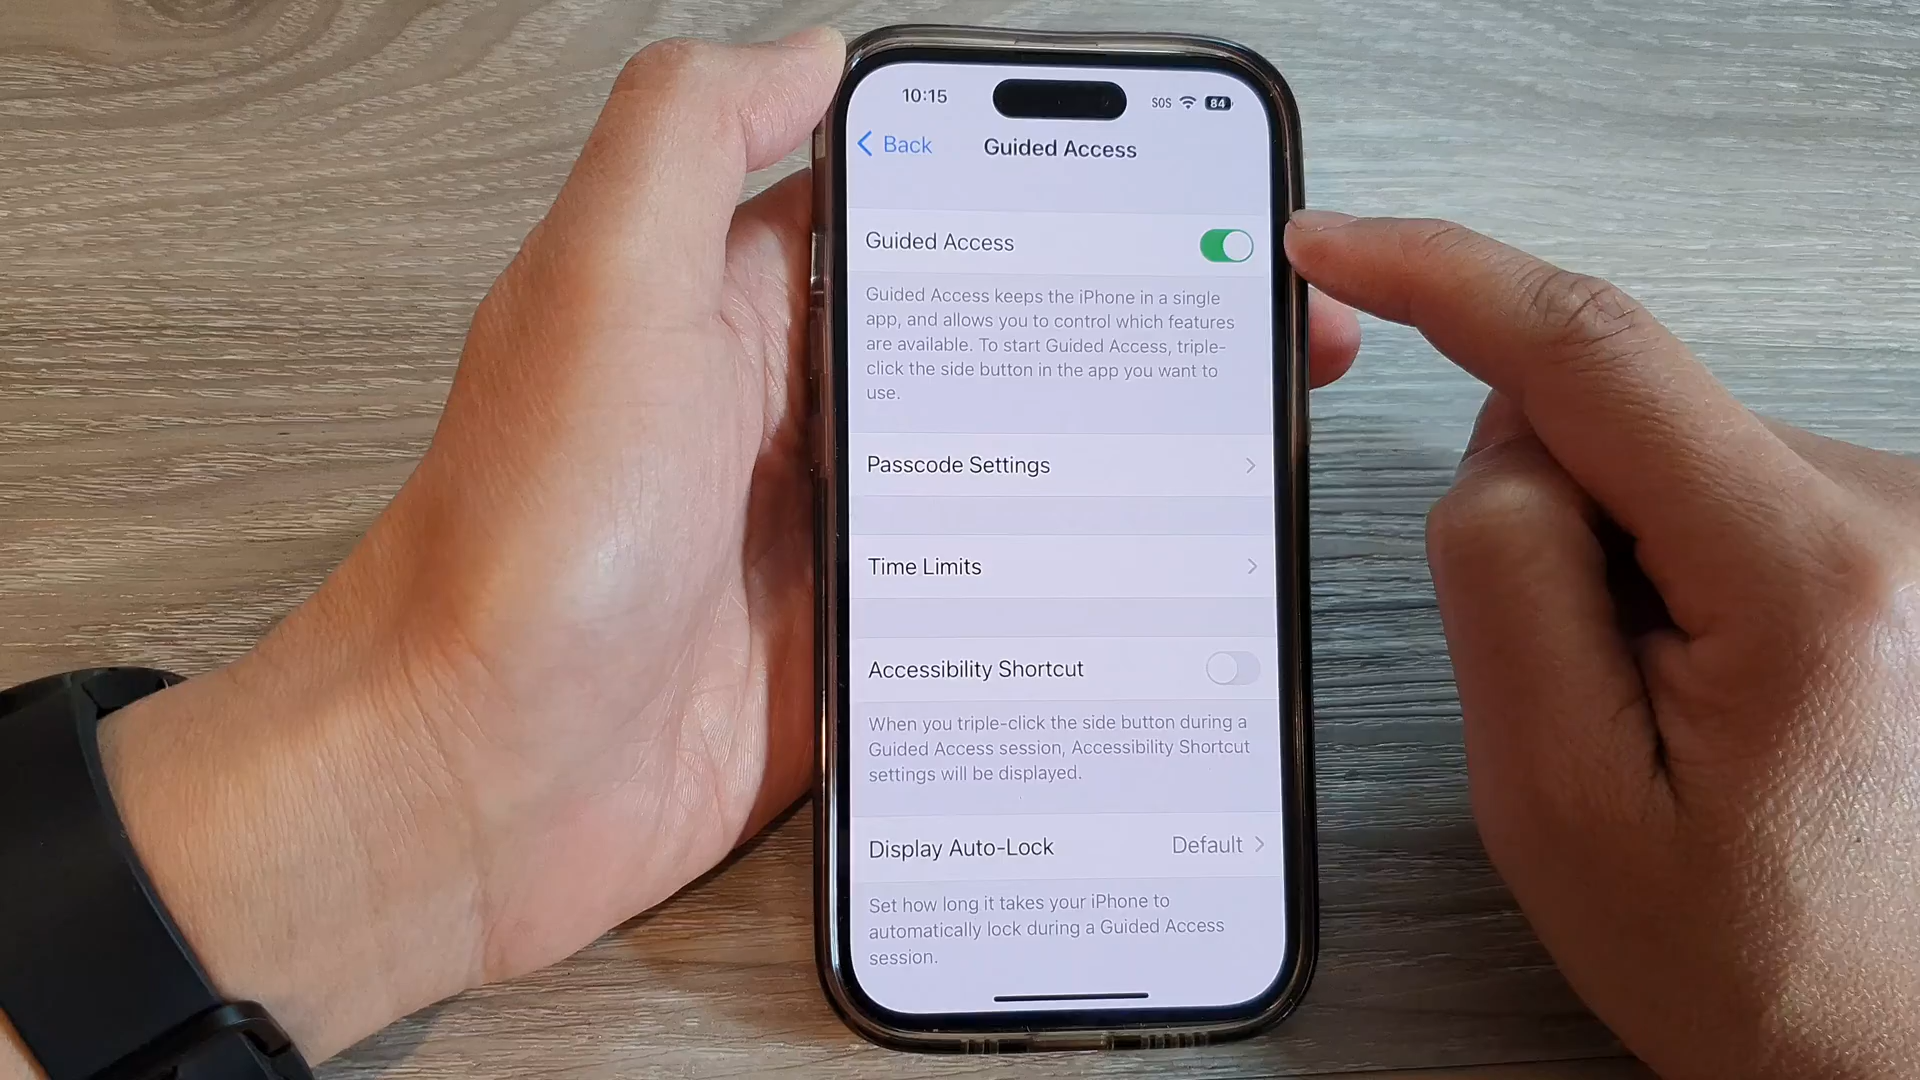 10:15
SOS 84
Back
Guided Access
Guided Access
Guided Access keeps the iPhone in a single
app, and allows you to control which features
are available. To start Guided Access, triple-
click the side button in the app you want to
use.
Passcode Settings
Time Limits
Accessibility Shortcut
When you triple-click the side button during a
Guided Access session, Accessibility Shortcut
settings will be displayed.
Display Auto-Lock Default
Set how long it takes your iPhone to
automatically lock during a Guided Access
session.